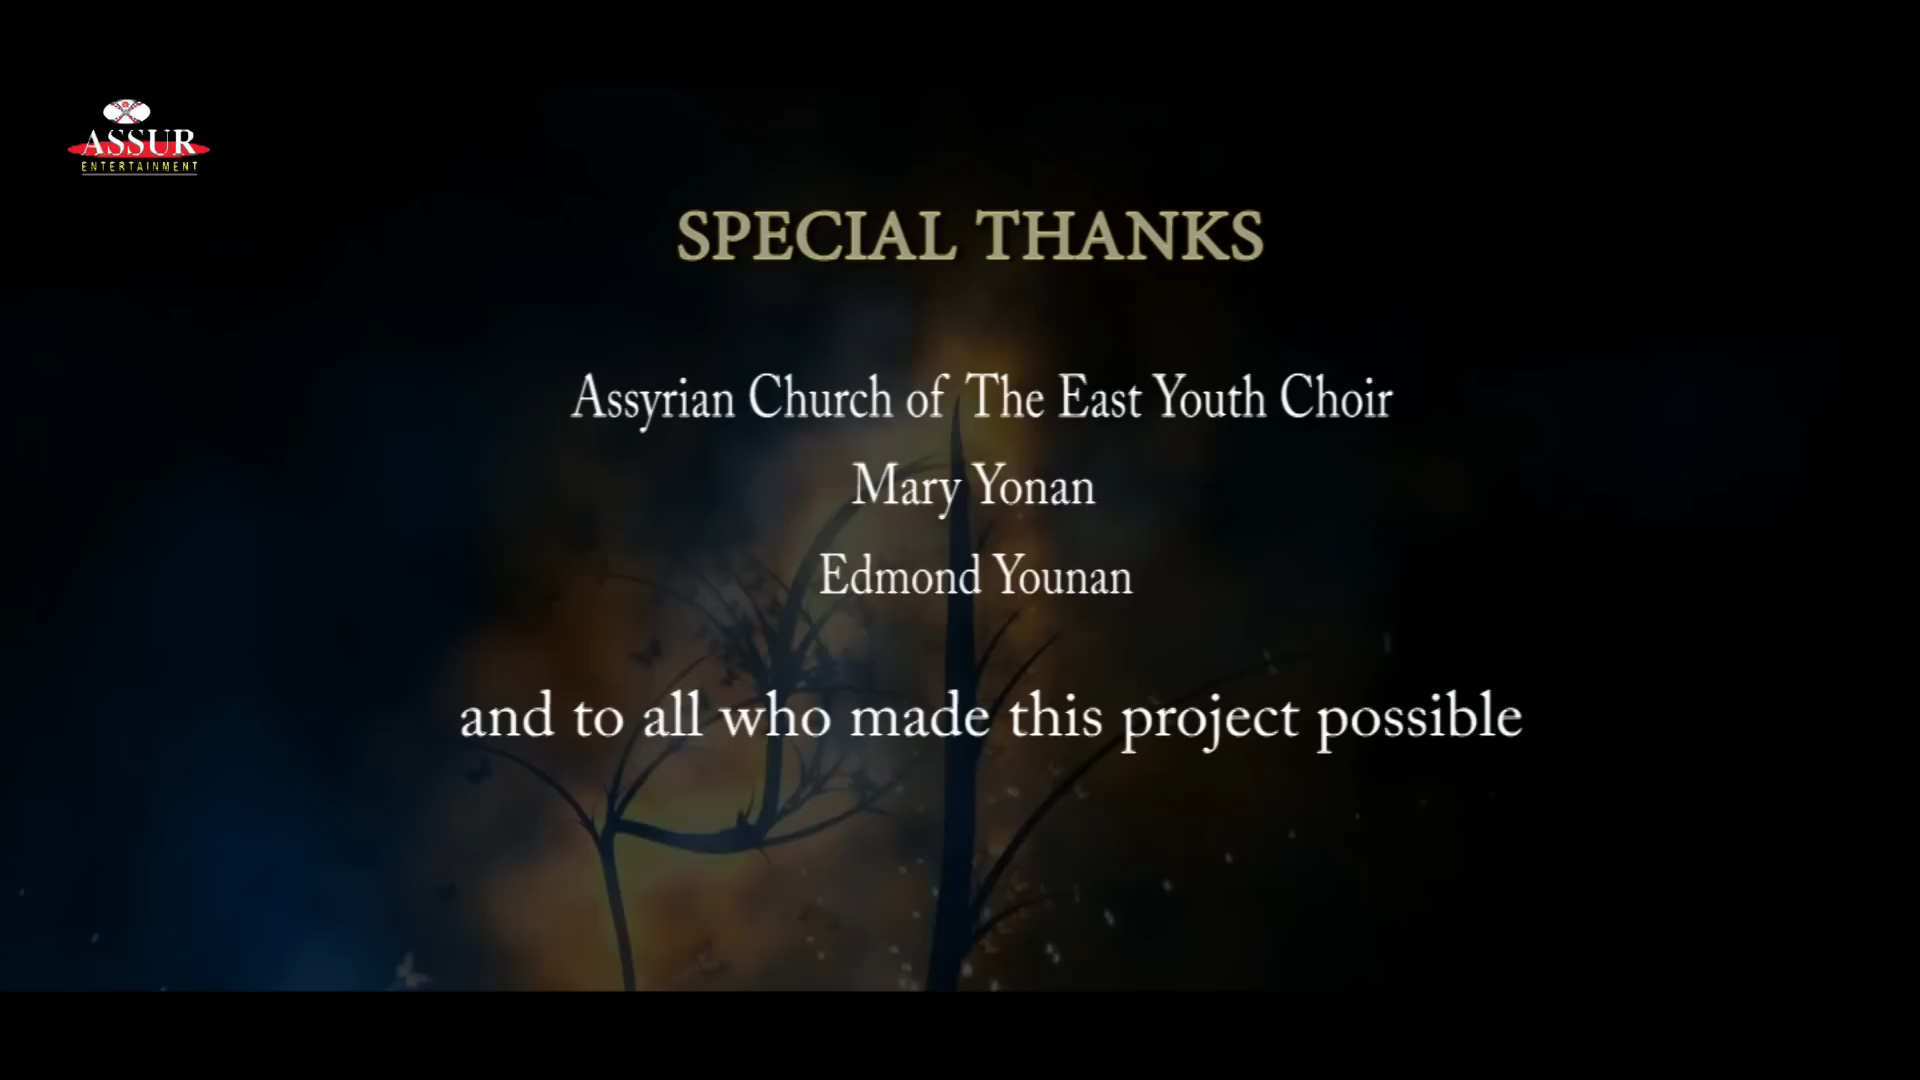 ASSUR
ENTERTAINMENT
SPECIAL THANKS
Assyrian Church of The East Youth Choir
Mary Yonan
Edmond Younan
and to all who made this project possible